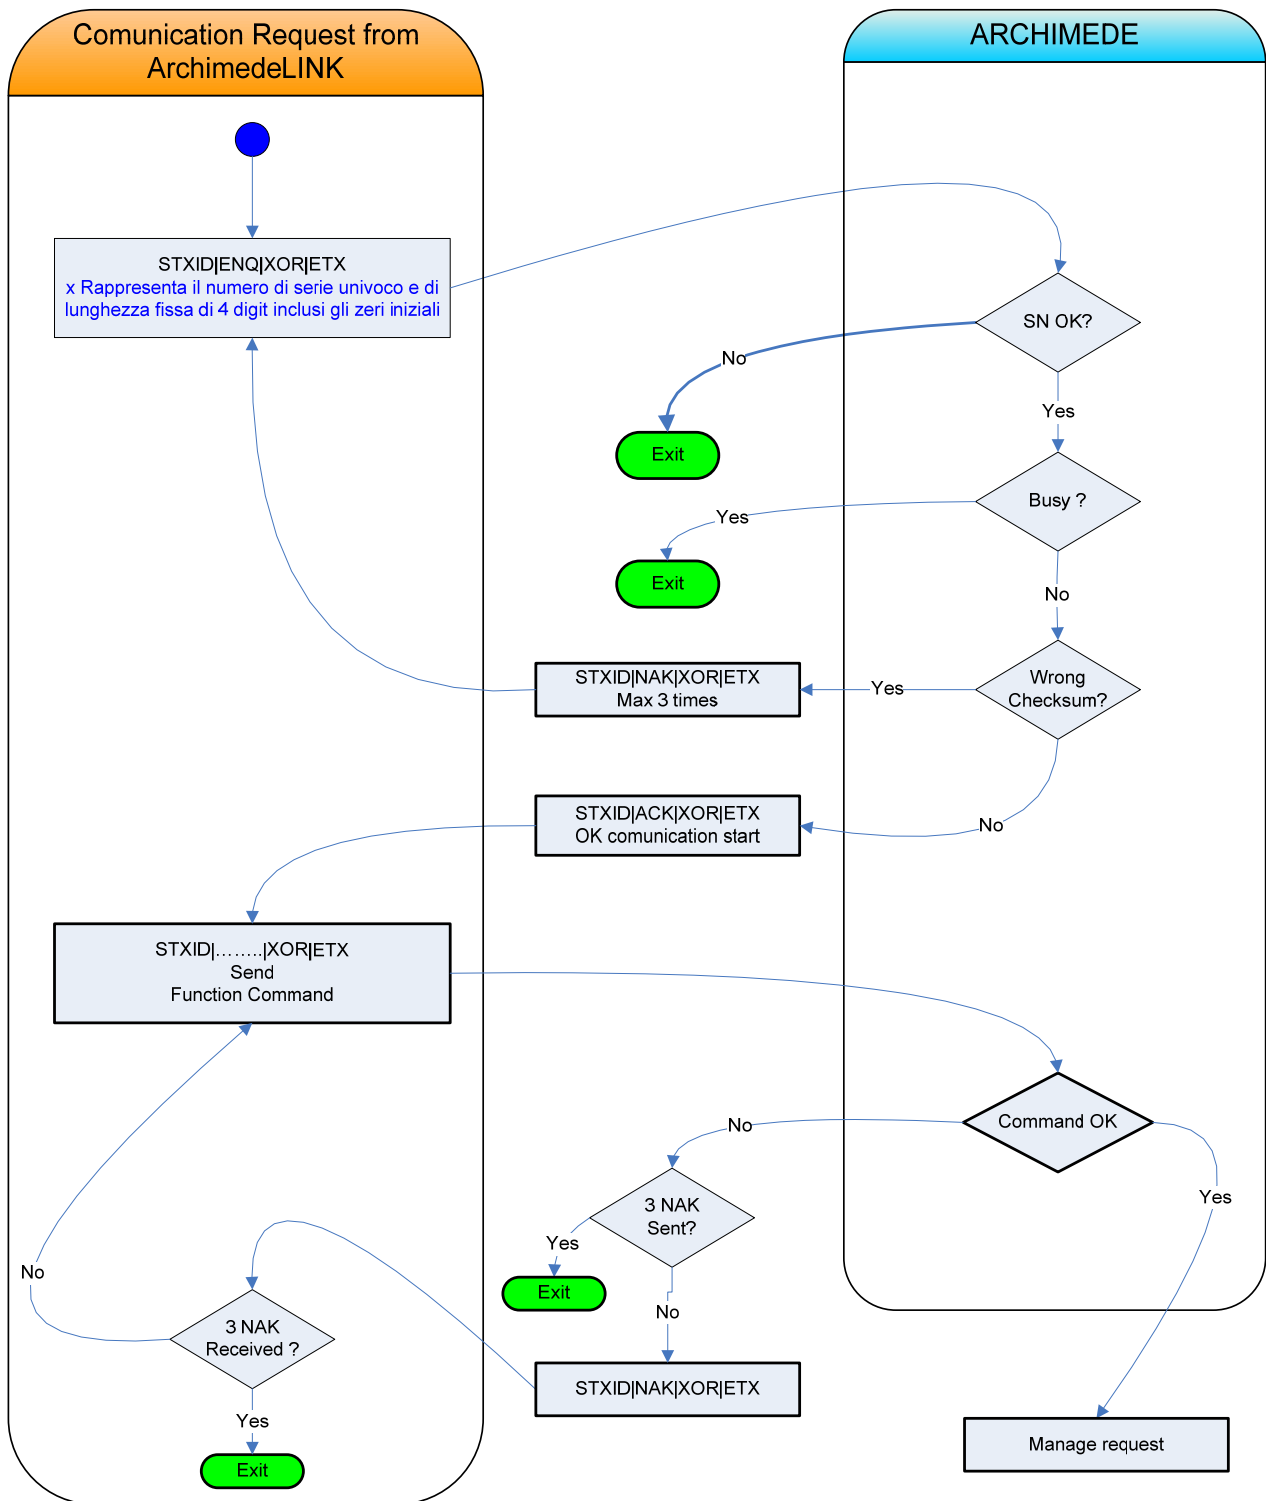 Comunication Request from
ArchimedeLINK
ARCHIMEDE
STXID|ENQ|XOR|ETX
x Rappresenta il numero di serie univoco e di
lunghezza fissa di 4 digit inclusi gli zeri iniziali
SN OK?
No
Yes
Exit
Busy ?
Yes
Exit
No
Wrong
Checksum?
Yes
STXID|NAK|XOR|ETX
Max 3 times
STXID|ACK|XOR|ETX
OK comunication start
No
STXID|........|XOR|ETX
Send
Function Command
Command OK
No
Yes
3 NAK
Sent?
Yes
Exit
No
No
3 NAK
Received ?
STXID|NAK|XOR|ETX
Yes
Exit
Manage request